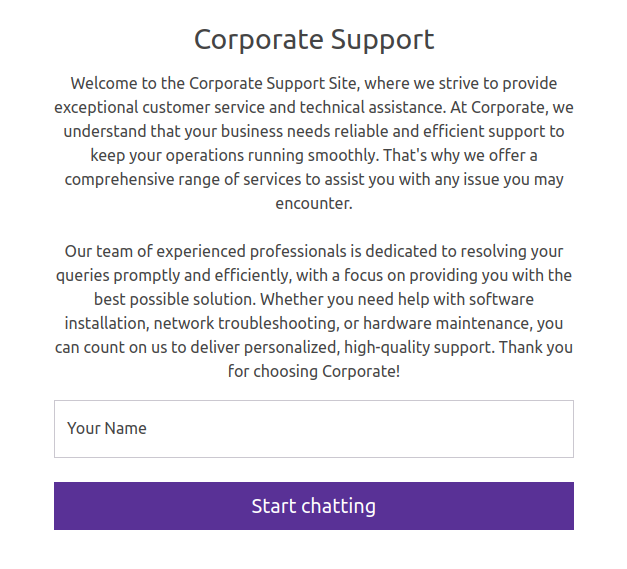 Corporate Support
Welcome to the Corporate Support Site, where we strive to provide
exceptional customer service and technical assistance. At Corporate, we
understand that your business needs reliable and efficient support to
keep your operations running smoothly. That's why we offer a
comprehensive range of services to assist you with any issue you may
encounter.
Our team of experienced professionals is dedicated to resolving your
queries promptly and efficiently, with a focus on providing you with the
best possible solution. Whether you need help with software
installation, network troubleshooting, or hardware maintenance, you
can count on us to deliver personalized, high-quality support. Thank you
for choosing Corporate!
Your Name
Start chatting